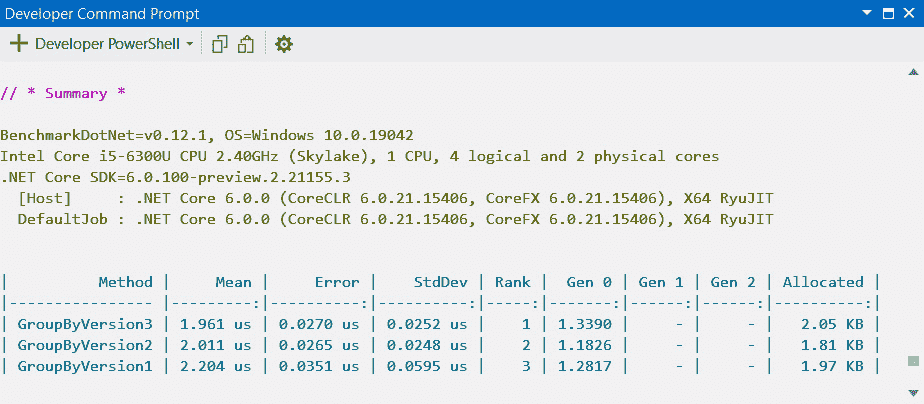 Developer Command Prompt
Developer PowerShell
// * Summary *
BenchmarkDotNet=v0.12.1, OS=Windows 10.0.19042
Intel Core i5-6300U CPU 2.40GHz (Skylake), 1 CPU, 4 logical and 2 physical cores
.NET Core SDK=6.0.100-preview.2.21155.3
  [Host]     : .NET Core 6.0.0 (CoreCLR 6.0.21.15406, CoreFX 6.0.21.15406), X64 RyuJIT
  DefaultJob : .NET Core 6.0.0 (CoreCLR 6.0.21.15406, CoreFX 6.0.21.15406), X64 RyuJIT
|          Method |     Mean |     Error |    StdDev | Rank |  Gen 0 | Gen 1 | Gen 2 | Allocated |
|---------------- |---------:|----------:|----------:|-----:|-------:|------:|------:|----------:|
| GroupByVersion3 | 1.961 us | 0.0270 us | 0.0252 us |    1 | 1.3390 |     - |     - |   2.05 KB |
| GroupByVersion2 | 2.011 us | 0.0265 us | 0.0248 us |    2 | 1.1826 |     - |     - |   1.81 KB |
| GroupByVersion1 | 2.204 us | 0.0351 us | 0.0595 us |    3 | 1.2817 |     - |     - |   1.97 KB |